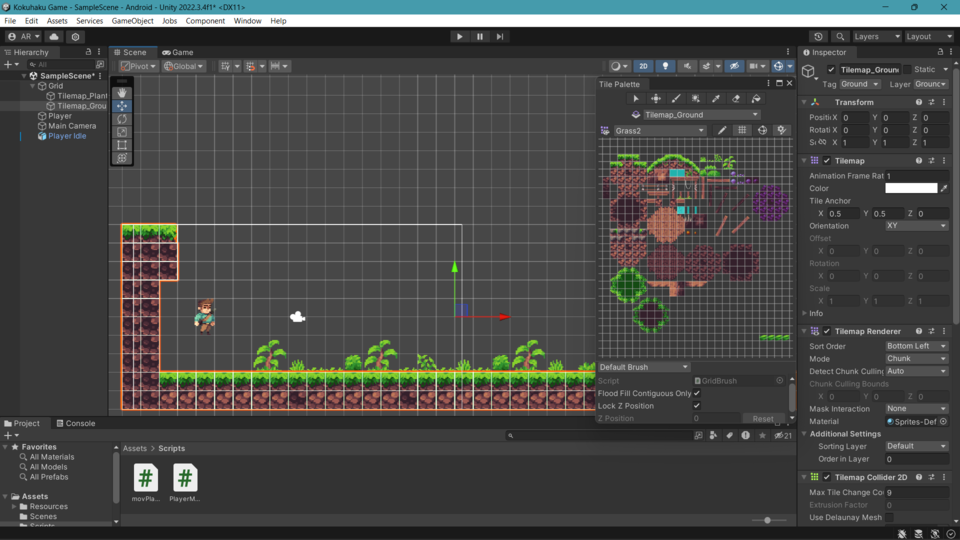 Kokuhaku Game - SampleScene - Android - Unity 2022.3.4f1* <DX11>
File Edit Assets Services GameObject Jobs Component Window Help
AR
Layers Layout
Hierarchy
All
SampleScene*
Grid
Tilemap_Plant
Tilemap_Grou
Player
Main Camera
Player Idle
Scene Game
Pivot Global
2D
Tile Palette
Tilemap_Ground
Grass2
Default Brush
Script GridBrush
Flood Fill Contiguous Only
Lock Z Position
Z Position 0
Reset
Inspector
Tilemap_Groun Static
Tag Ground Layer Ground
Transform
Positi X 0 Y 0 Z 0
Rotati X 0 Y 0 Z 0
X 1 Y 1 Z 1
Tilemap
Animation Frame Rat 1
Color
Tile Anchor
X 0.5 Y 0.5 Z 0
Orientation XY
Offset
X 0 Y 0 Z 0
Rotation
X 0 Y 0 Z 0
Scale
X 1 Y 1 Z 1
Info
Tilemap Renderer
Sort Order Bottom Left
Mode Chunk
Detect Chunk Culling Auto
Chunk Culling Bounds
X 0 Y 0 Z 0
Mask Interaction None
Material Sprites-Def
Additional Settings
Sorting Layer Default
Order in Layer 0
Tilemap Collider 2D
Max Tile Change Co 9
Extrusion Factor 0
Use Delaunay Mesh
Project Console
21
Favorites
All Materials
All Models
All Prefabs
Assets
Resources
Scenes
Scripts
Assets > Scripts
movPla...
PlayerM...